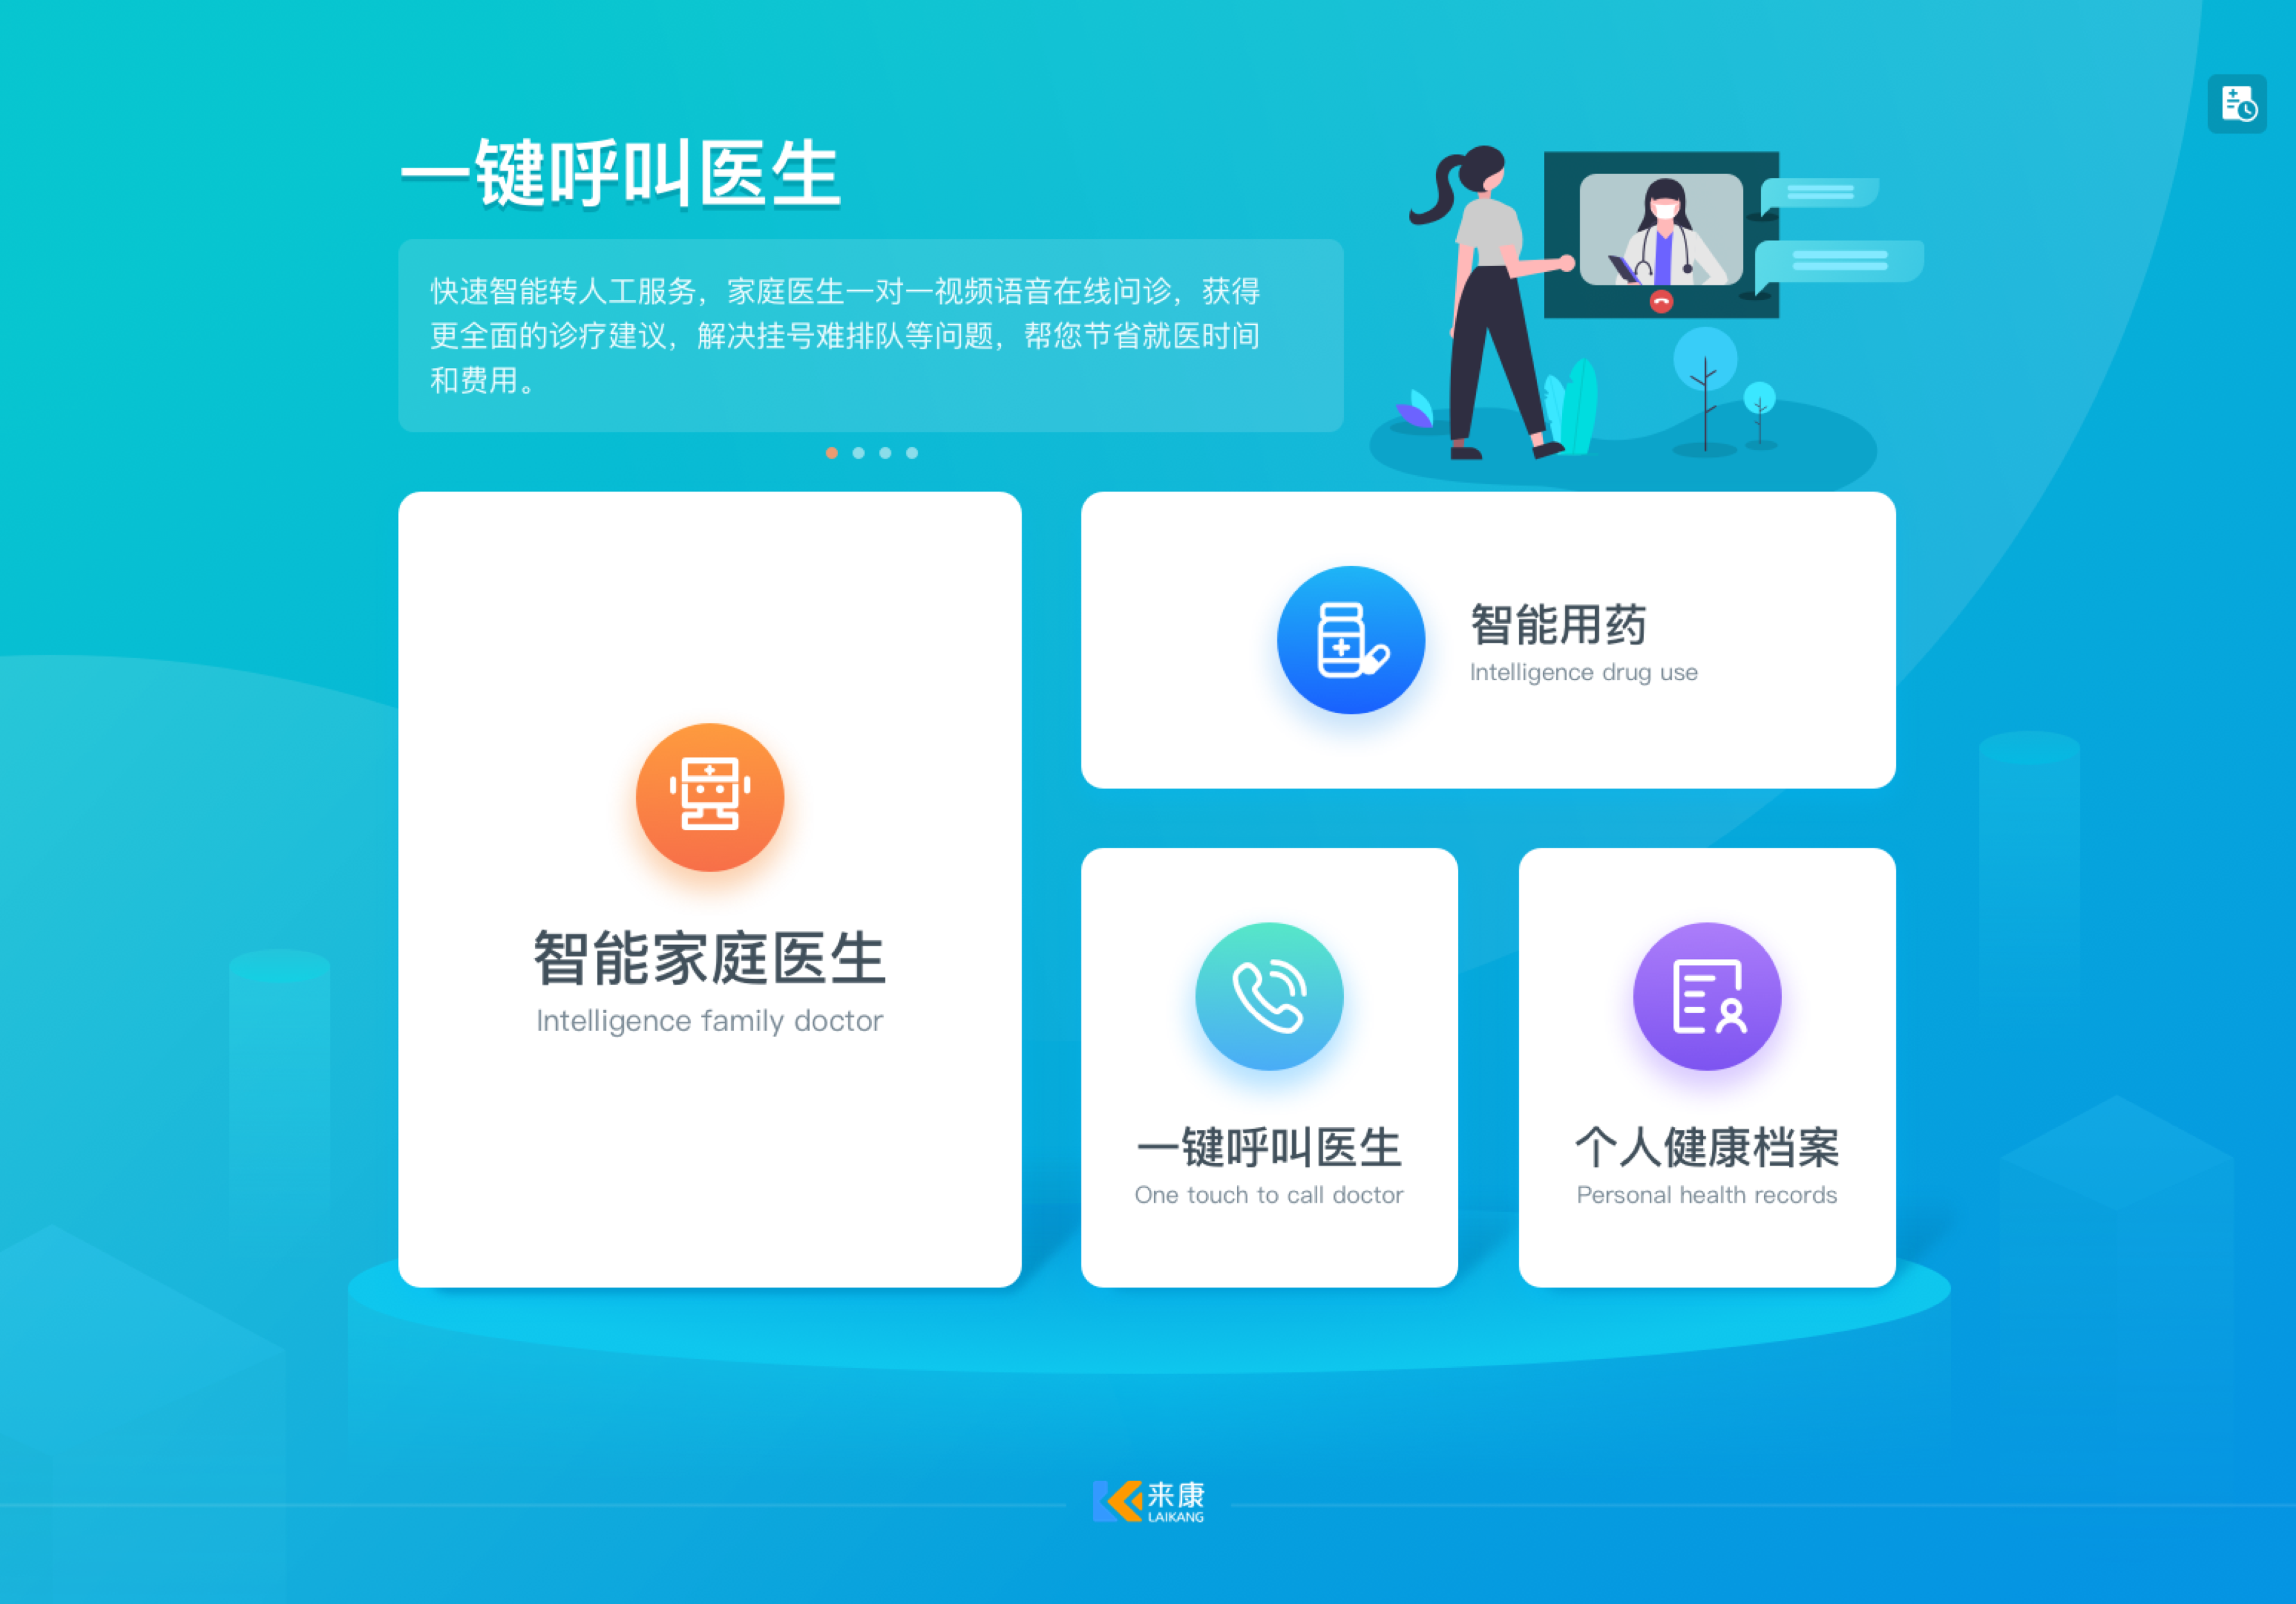 一键呼叫医生
快速智能转人工服务，家庭医生一对一视频语音在线问诊，获得
更全面的诊疗建议，解决挂号难排队等问题，帮您节省就医时间
和费用。
智能家庭医生
Intelligence family doctor
智能用药
Intelligence drug use
一键呼叫医生
One touch to call doctor
个人健康档案
Personal health records
来康
LAIKANG